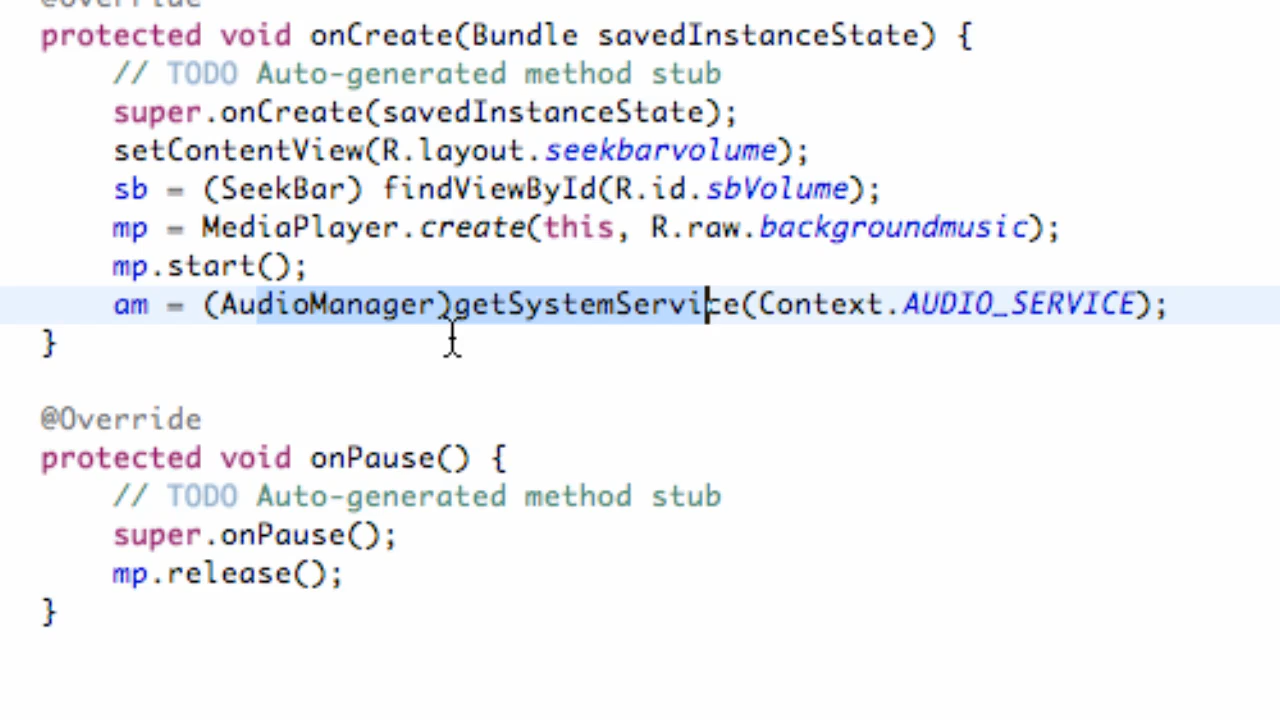 @Override
protected void onCreate(Bundle savedInstanceState) {
// TODO Auto-generated method stub
super.onCreate(savedInstanceState);
setContentView(R.layout.seekbarvolume);
sb = (SeekBar) findViewById(R.id.sbVolume);
mp = MediaPlayer.create(this, R.raw.backgroundmusic);
mp.start();
am = (AudioManager)getSystemService(Context.AUDIO_SERVICE);
}
@Override
protected void onPause() {
// TODO Auto-generated method stub
super.onPause();
mp.release();
}